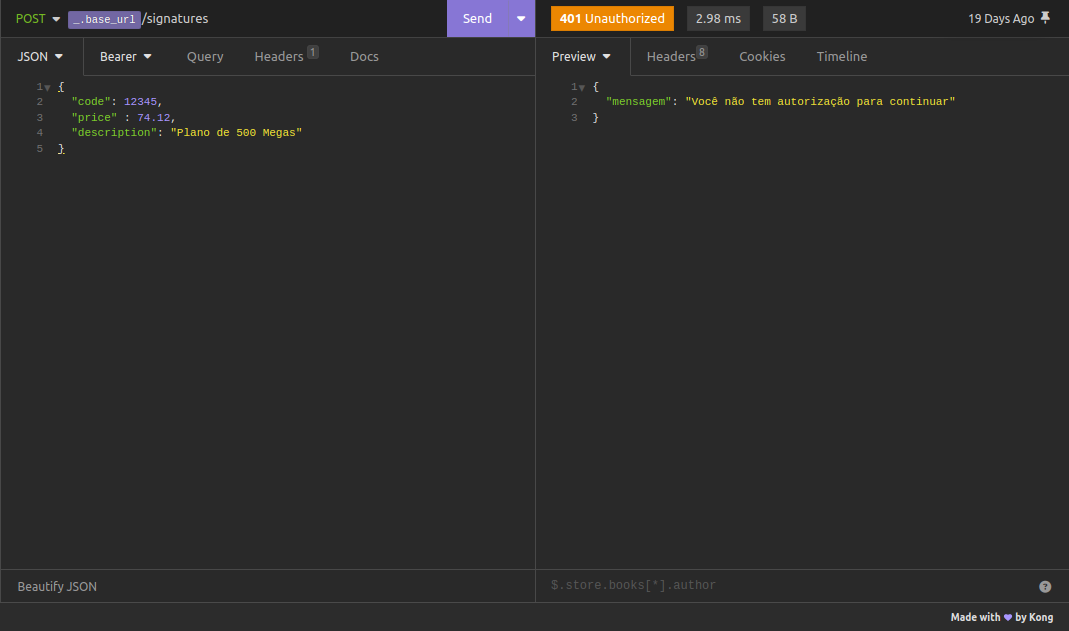 POST _.base_url/signatures Send 401 Unauthorized 2.98 ms 58 B 19 Days Ago
JSON Bearer Query Headers 1 Docs Preview Headers 8 Cookies Timeline
1 {
2 "code": 12345,
3 "price" : 74.12,
4 "description": "Plano de 500 Megas"
5 }
1 {
2 "mensagem": "Você não tem autorização para continuar"
3 }
Beautify JSON $.store.books[*].author ?
Made with ❤ by Kong